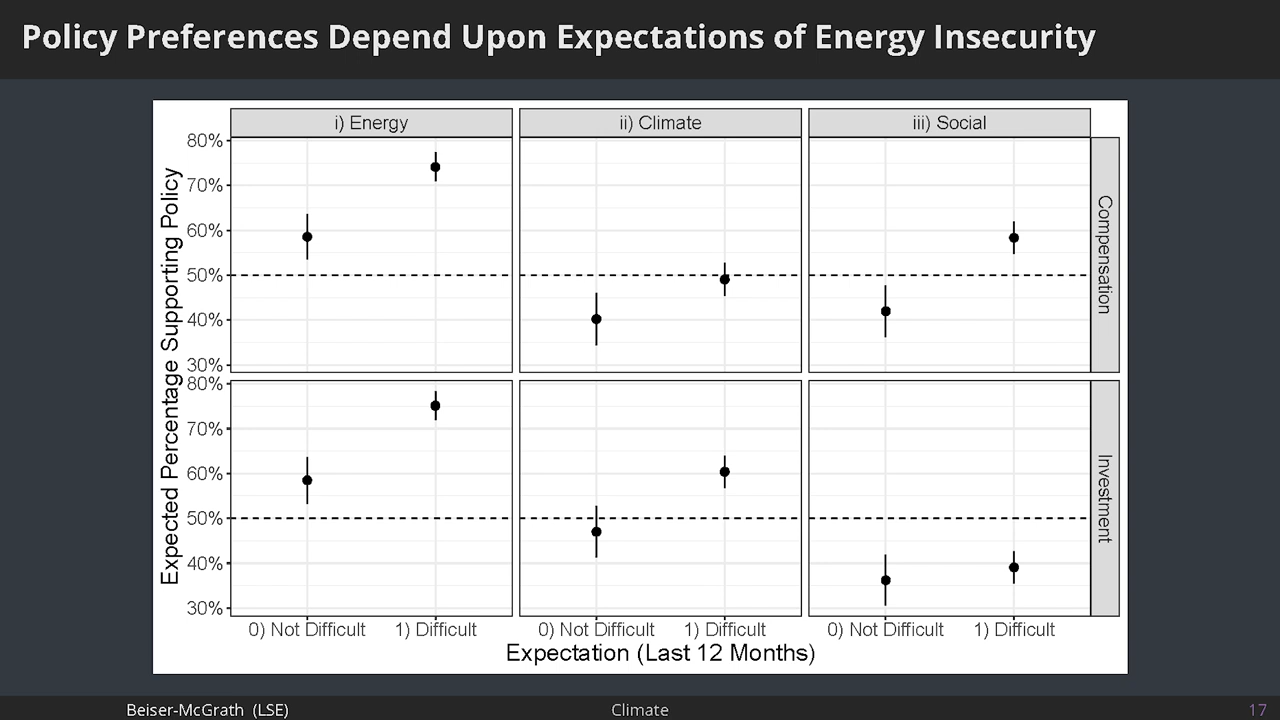 Policy Preferences Depend Upon Expectations of Energy Insecurity
i) Energy
ii) Climate
iii) Social
Expected Percentage Supporting Policy
80%
70%
60%
50%
40%
30%
Compensation
80%
70%
60%
50%
40%
30%
Investment
0) Not Difficult 1) Difficult
0) Not Difficult 1) Difficult
0) Not Difficult 1) Difficult
Expectation (Last 12 Months)
Beiser-McGrath (LSE)
Climate
17